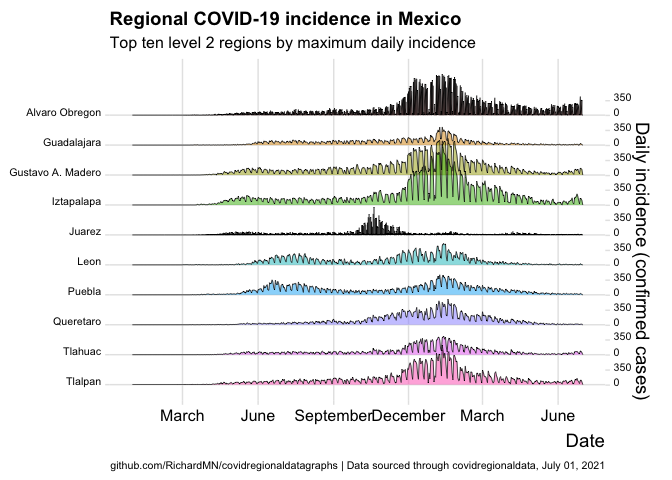 Regional COVID-19 incidence in Mexico
Top ten level 2 regions by maximum daily incidence
Alvaro Obregon
350
0
Guadalajara
350
0
Gustavo A. Madero
350
0
Iztapalapa
350
0
Juarez
350
0
Leon
350
0
Puebla
350
0
Queretaro
350
0
Tlahuac
350
0
Tlalpan
350
0
Daily incidence (confirmed cases)
March June September December March June
Date
github.com/RichardMN/covidregionaldatagraphs | Data sourced through covidregionaldata, July 01, 2021